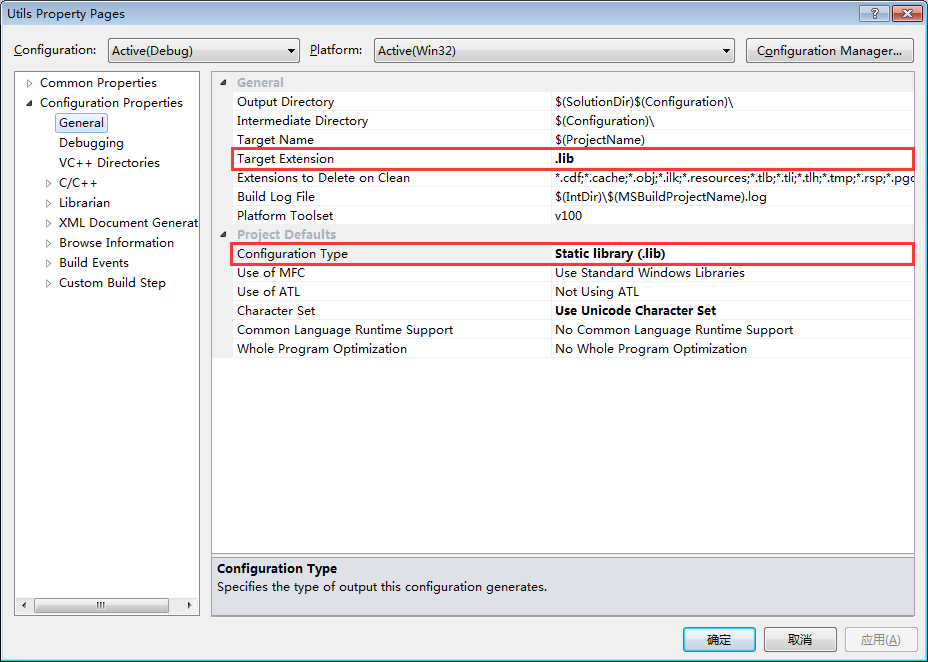 Utils Property Pages
Configuration: Active(Debug) Platform: Active(Win32) Configuration Manager...
Common Properties
Configuration Properties
General
Debugging
VC++ Directories
C/C++
Librarian
XML Document Generat
Browse Information
Build Events
Custom Build Step
General
Output Directory $(SolutionDir)$(Configuration)\
Intermediate Directory $(Configuration)\
Target Name $(ProjectName)
Target Extension .lib
Extensions to Delete on Clean *.cdf;*.cache;*.obj;*.ilk;*.resources;*.tlb;*.tli;*.tlh;*.tmp;*.rsp;*.pgc
Build Log File $(IntDir)\$(MSBuildProjectName).log
Platform Toolset v100
Project Defaults
Configuration Type Static library (.lib)
Use of MFC Use Standard Windows Libraries
Use of ATL Not Using ATL
Character Set Use Unicode Character Set
Common Language Runtime Support No Common Language Runtime Support
Whole Program Optimization No Whole Program Optimization
Configuration Type
Specifies the type of output this configuration generates.
确定 取消 应用(A)